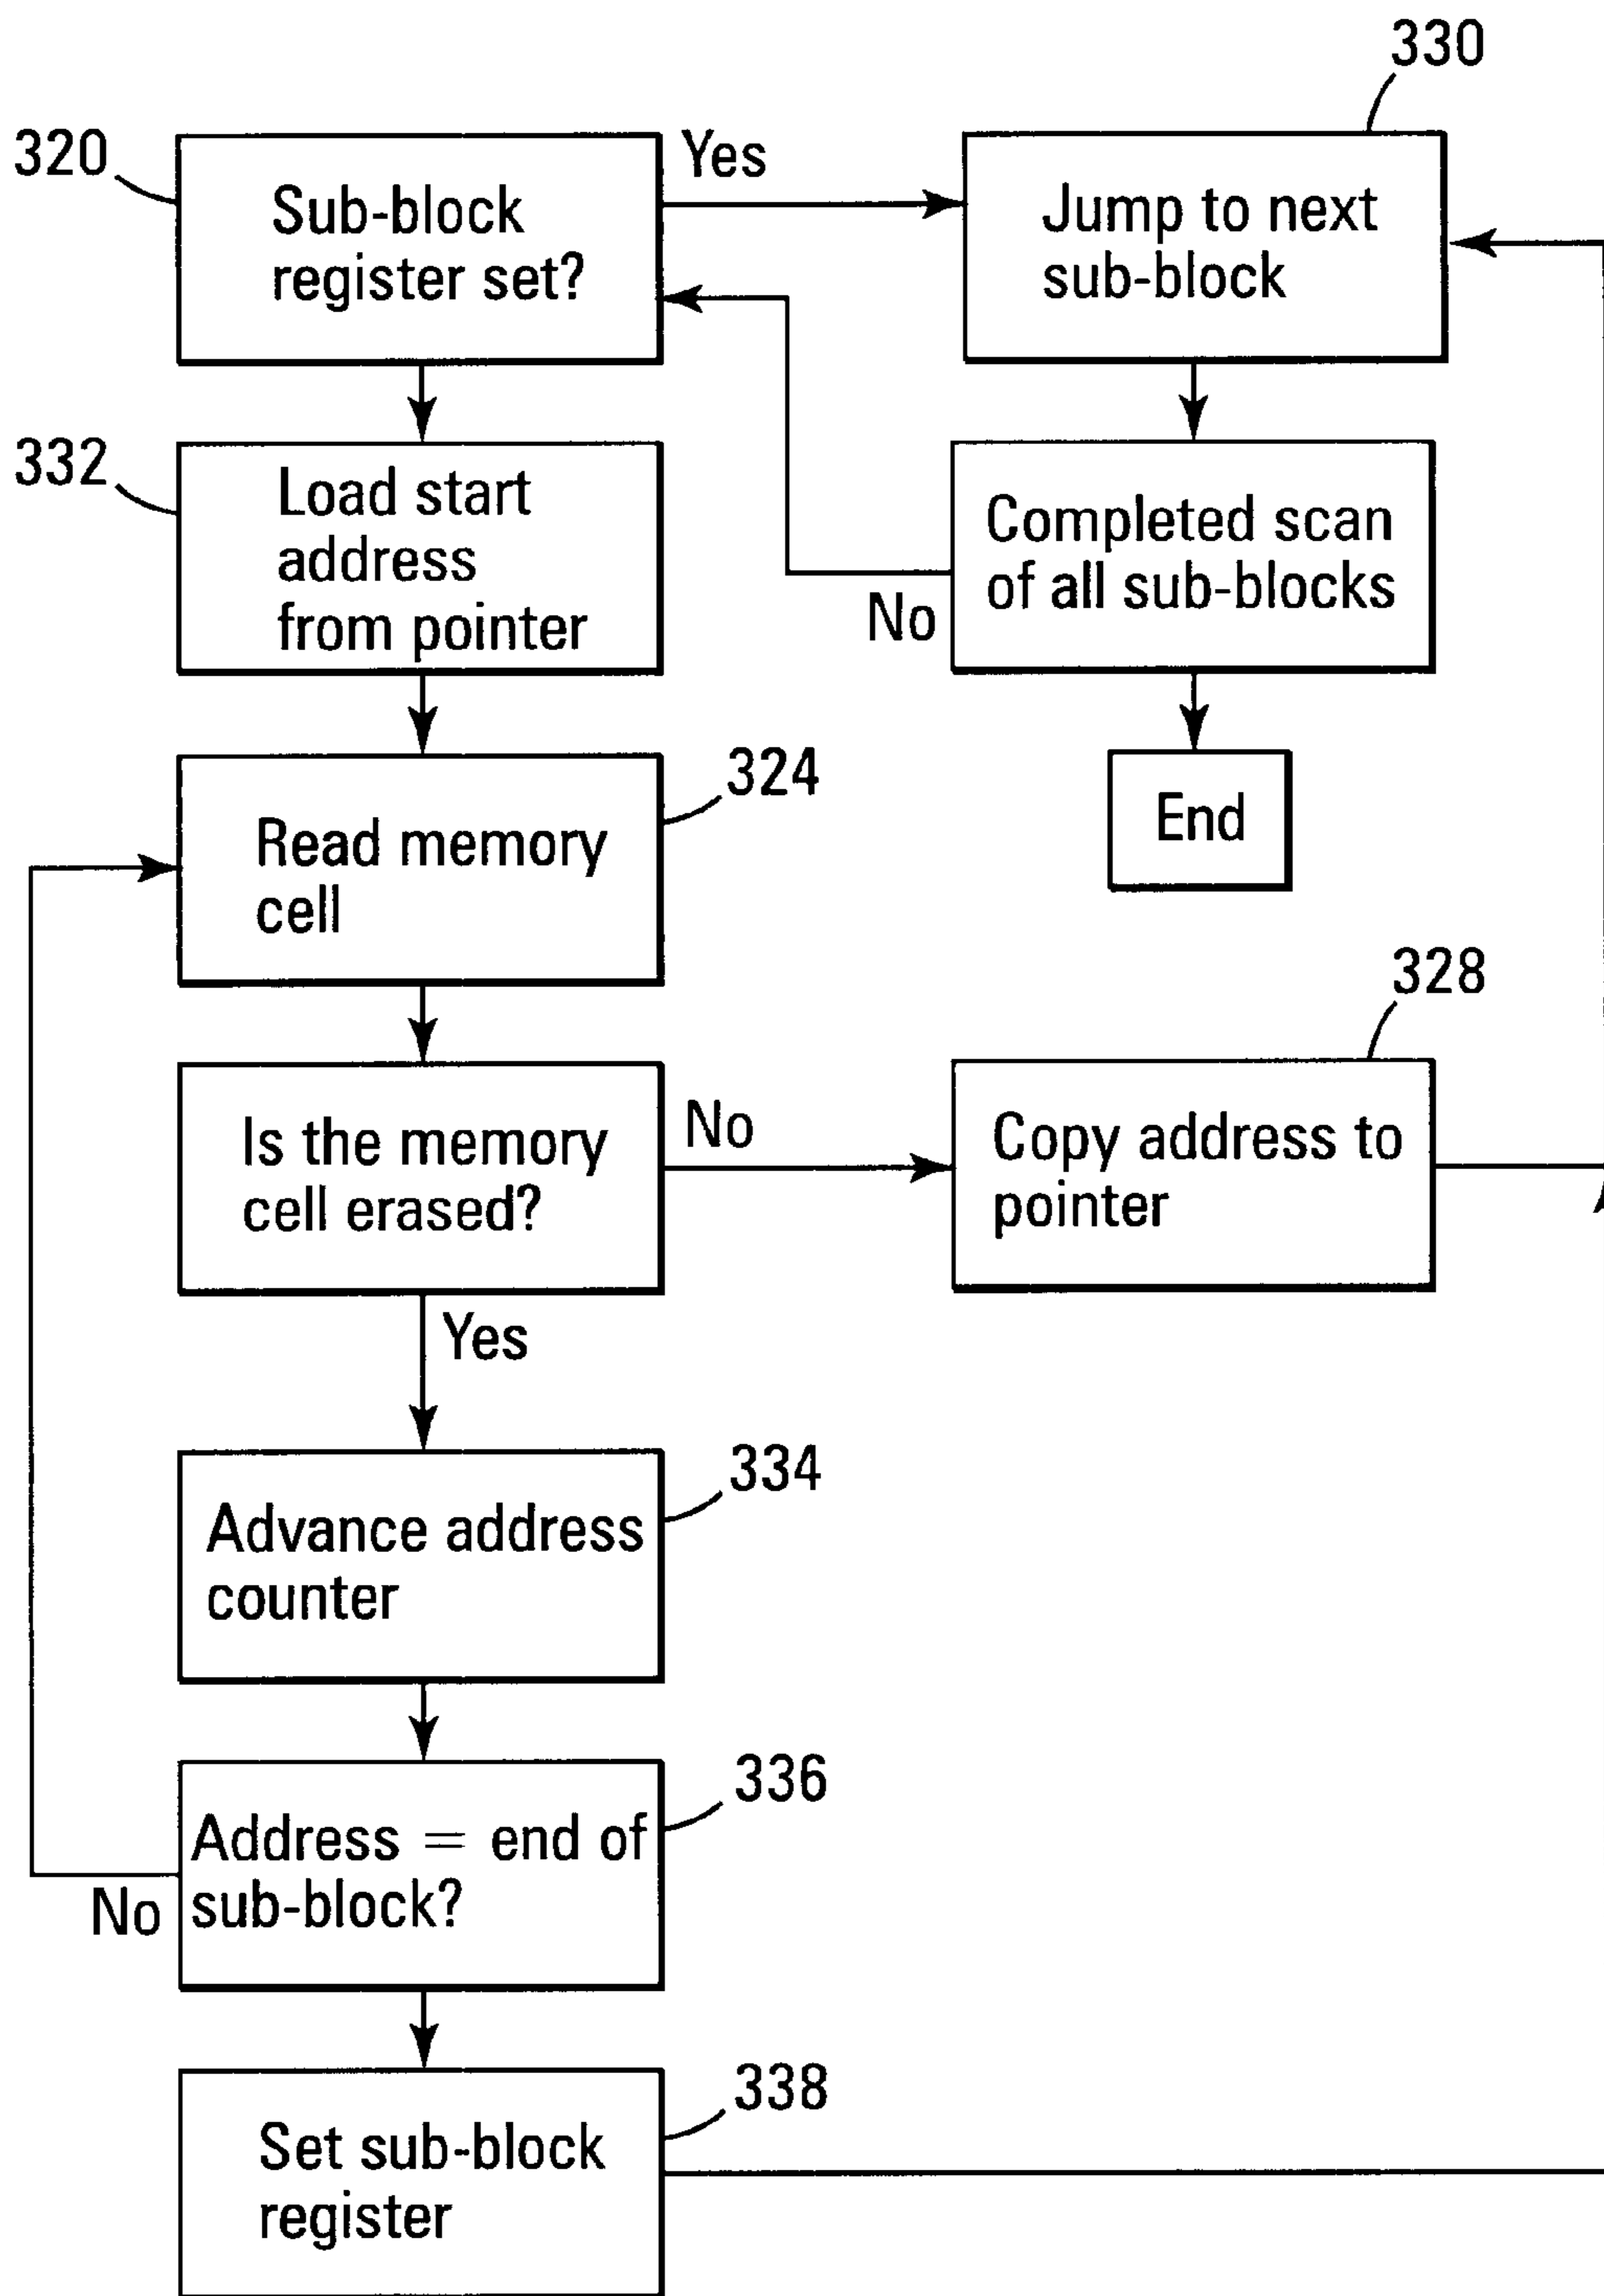 330
320
Sub-block
register set?
Yes
Jump to next
sub-block
332
Load start
address
from pointer
Completed scan
of all sub-blocks
No
324
Read memory
cell
End
328
Is the memory
cell erased?
No
Copy address to
pointer
Yes
334
Advance address
counter
336
Address = end of
sub-block?
No
338
Set sub-block
register